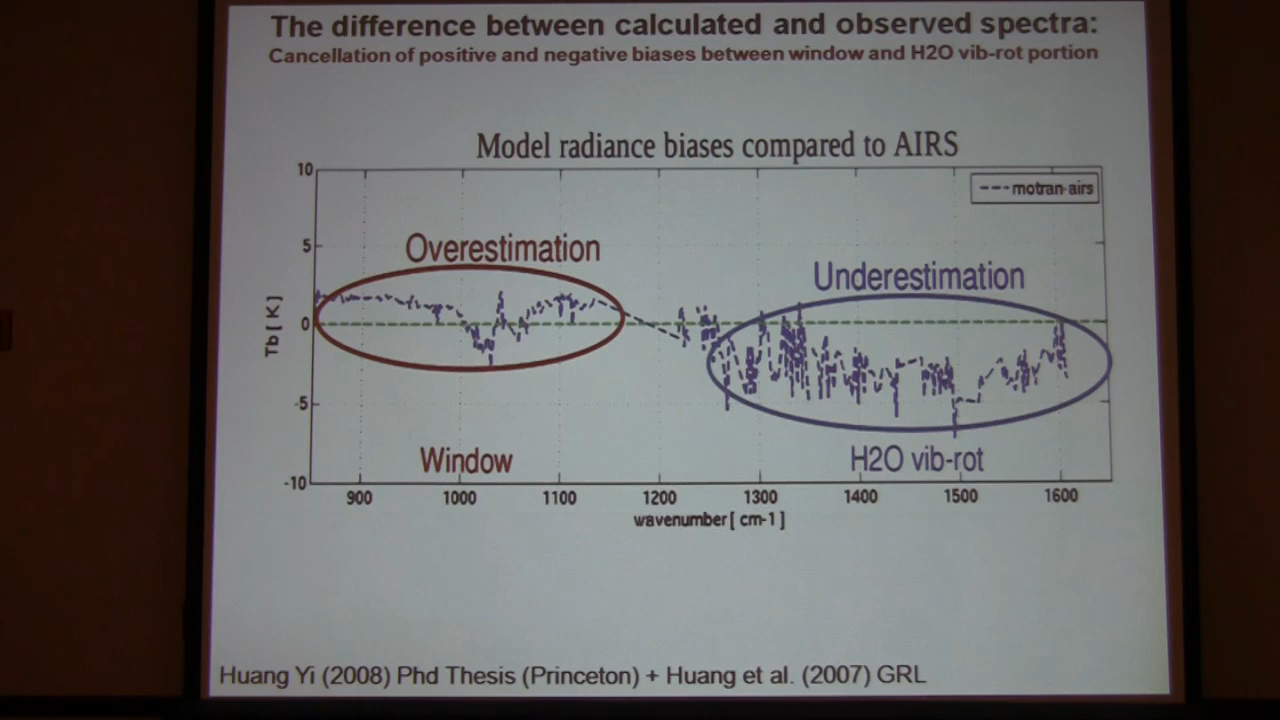 The difference between calculated and observed spectra:
Cancellation of positive and negative biases between window and H2O vib-rot portion
Model radiance biases compared to AIRS
10
motran-airs
5
Overestimation
Underestimation
Tb [ K]
0
-5
Window
H2O vib-rot
-10
900 1000 1100 1200 1300 1400 1500 1600
wavenumber [ cm-1 ]
Huang Yi (2008) Phd Thesis (Princeton) + Huang et al. (2007) GRL